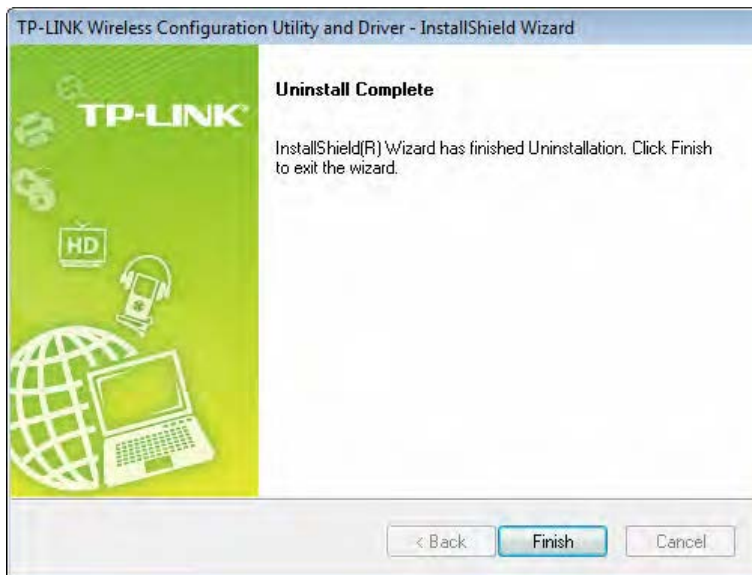 TP-LINK Wireless Configuration Utility and Driver - InstallShield Wizard
TP-LINK®
Uninstall Complete
InstallShield(R) Wizard has finished Uninstallation. Click Finish
to exit the wizard.
HD
< Back Finish Cancel